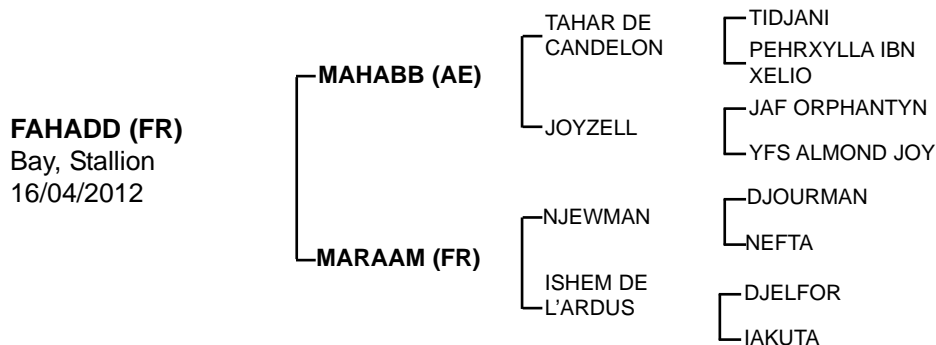 FAHADD (FR)
Bay, Stallion
16/04/2012
MAHABB (AE)
MARAAM (FR)
TAHAR DE
CANDELON
JOYZELL
NJEWMAN
ISHEM DE
L'ARDUS
TIDJANI
PEHRXYLLA IBN
XELIO
JAF ORPHANTYN
YFS ALMOND JOY
DJOURMAN
NEFTA
DJELFOR
IAKUTA